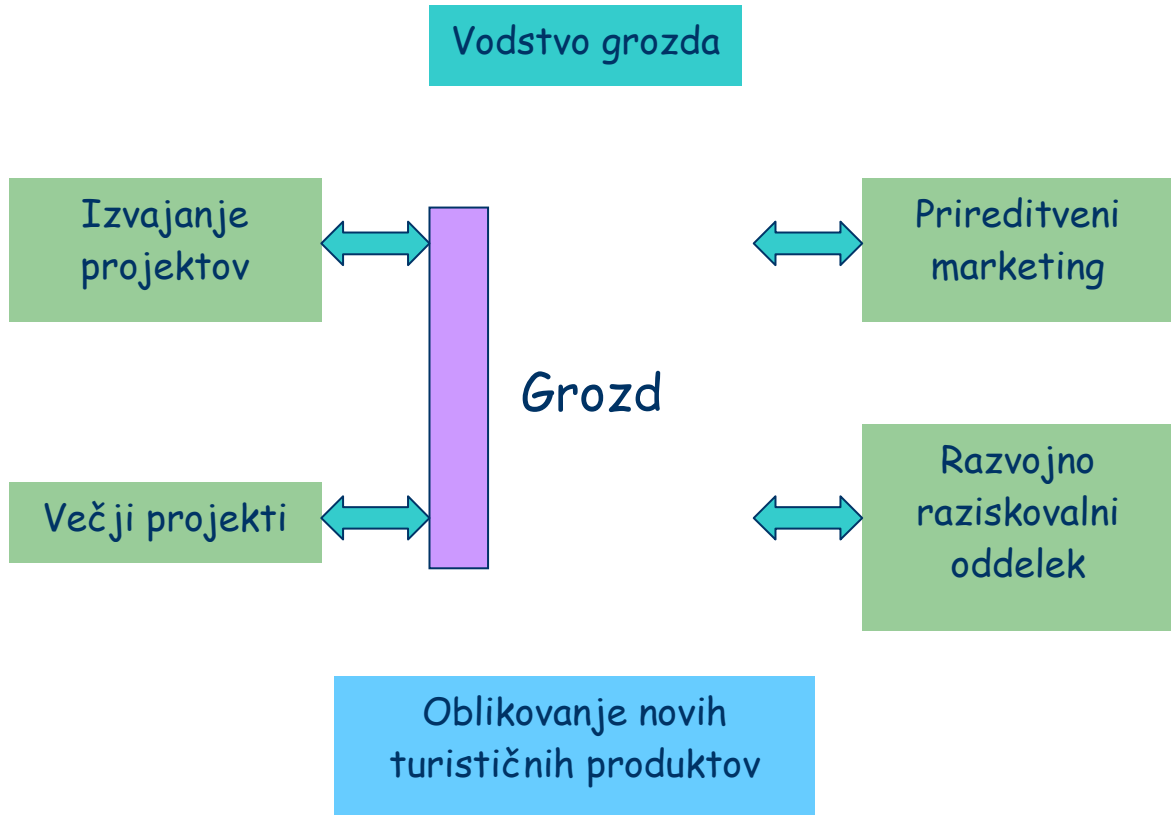 Vodstvo grozda
Izvajanje
projektov
Prireditveni
marketing
Grozd
Večji projekti
Razvojno
raziskovalni
oddelek
Oblikovanje novih
turističnih produktov